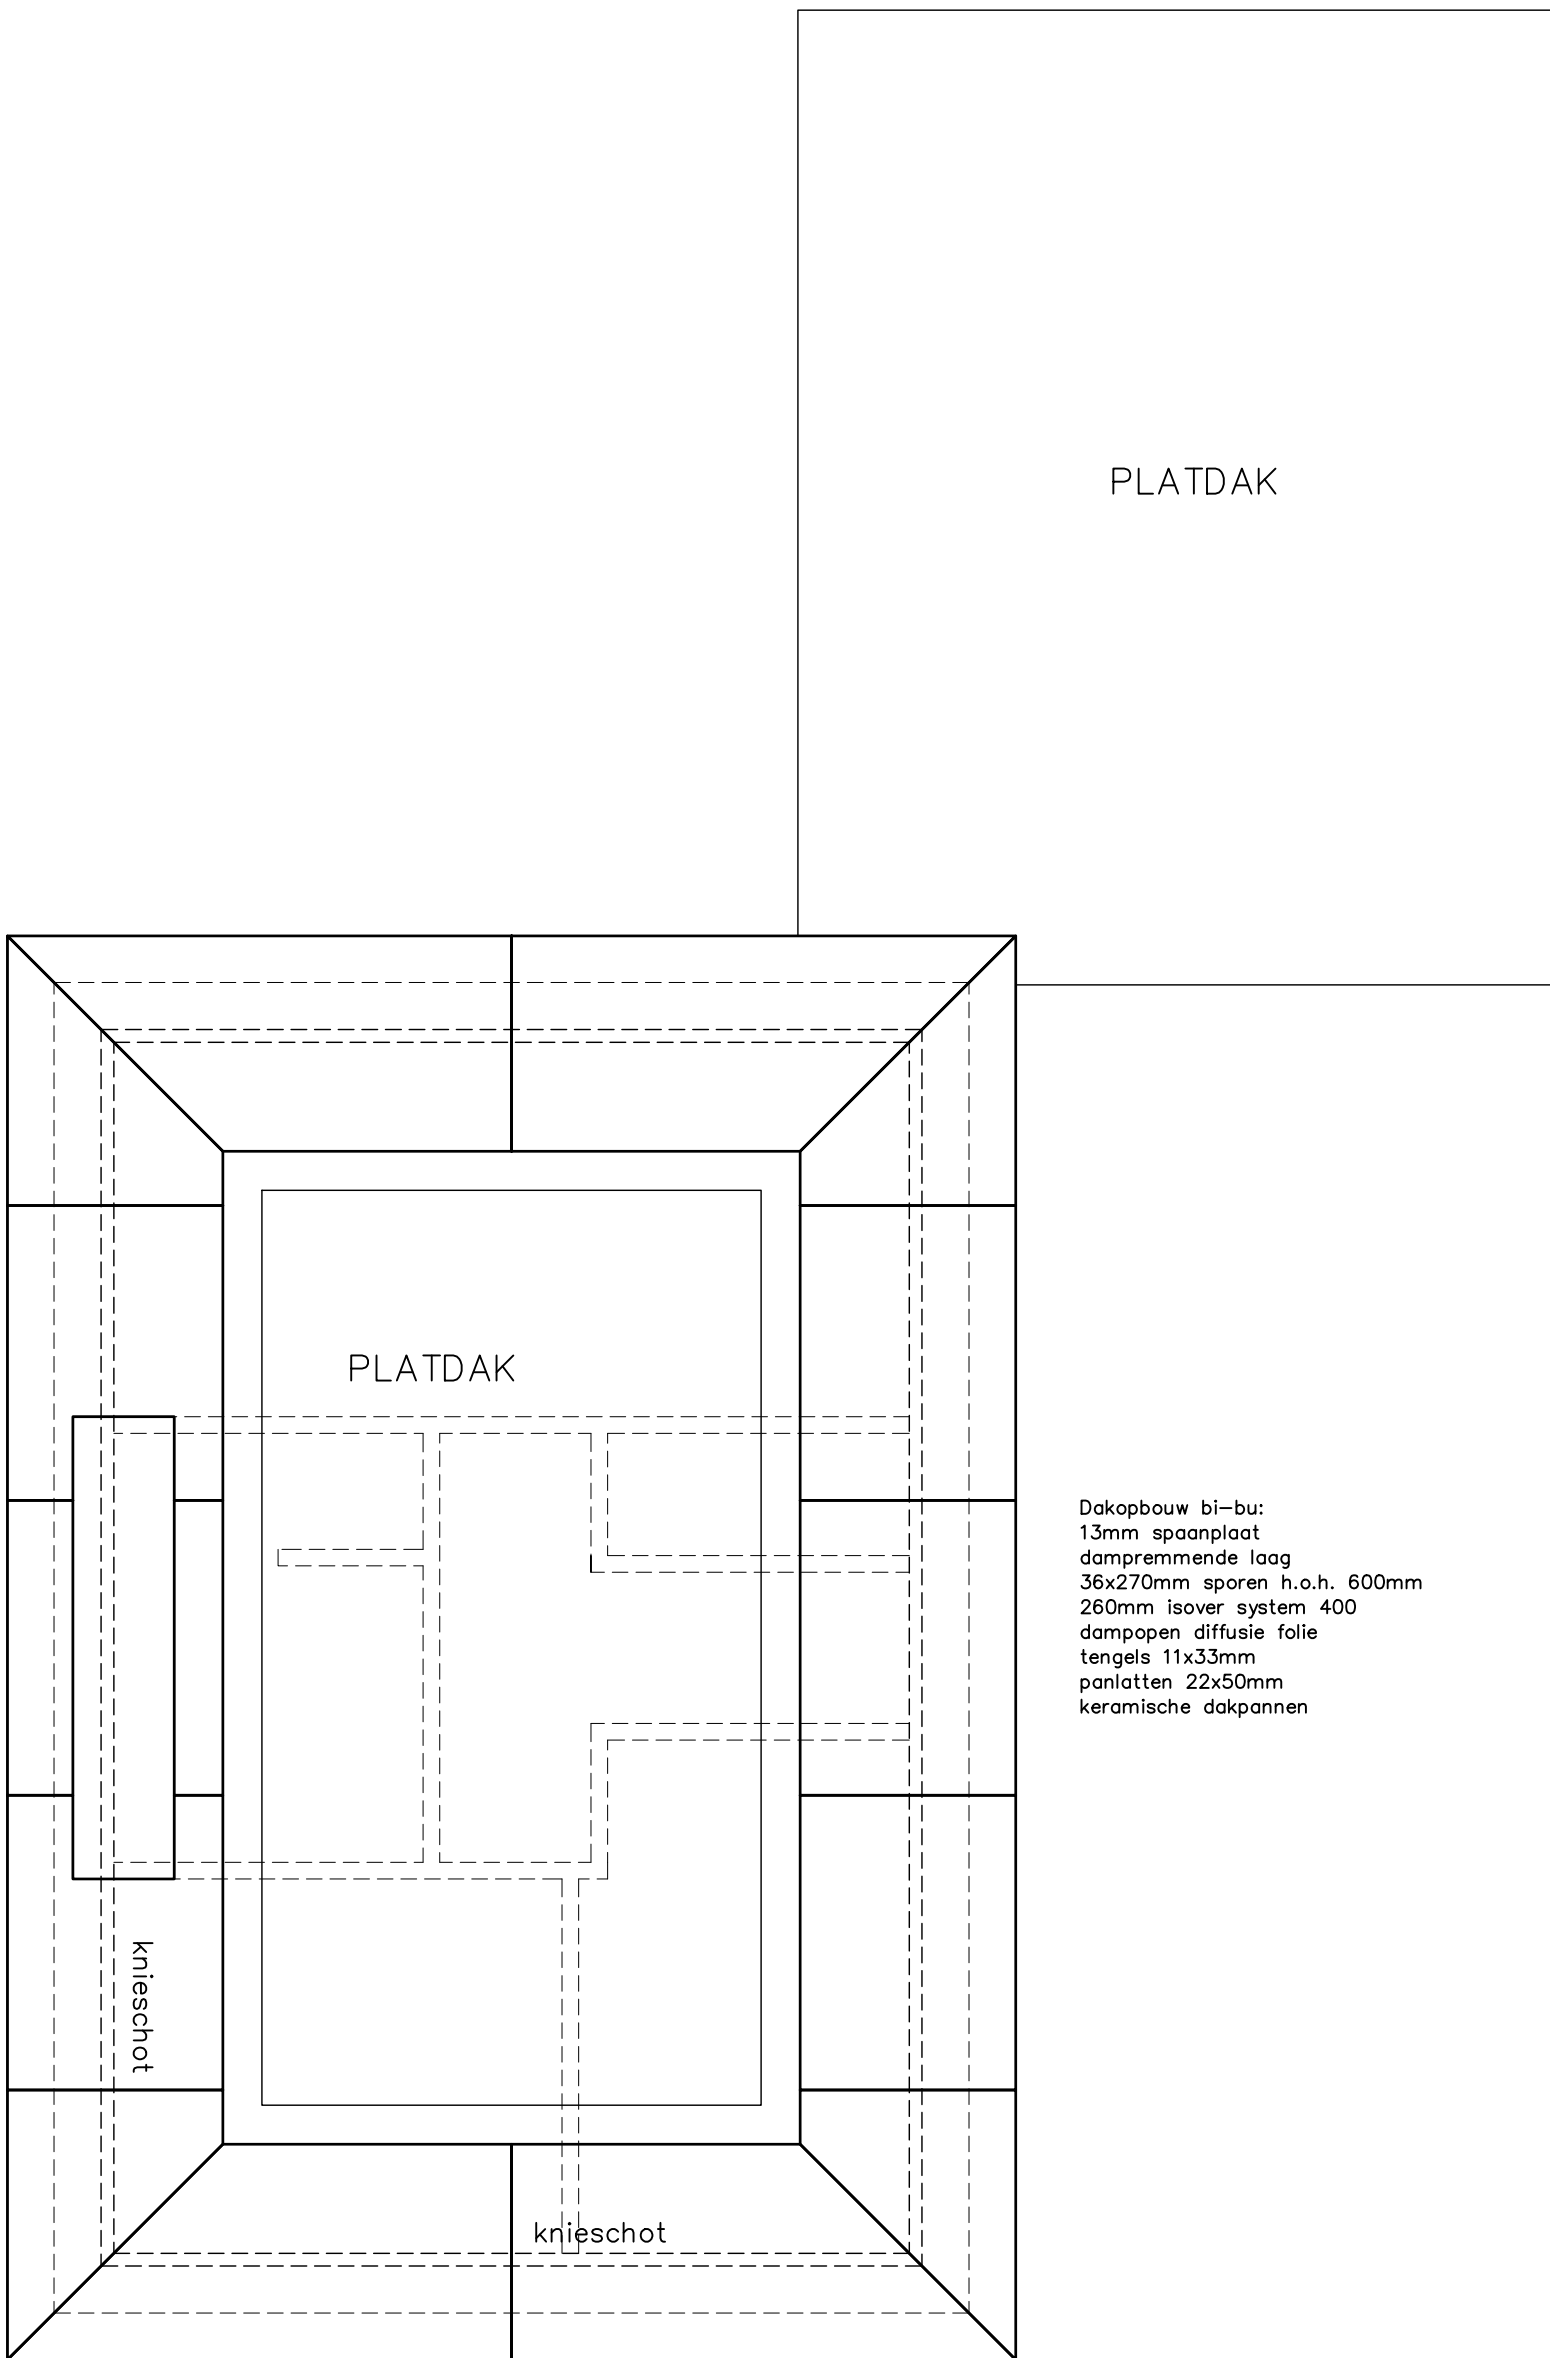 PLATDAK
PLATDAK
Dakopbouw bi-bu:
13mm spaanplaat
dampremmende laag
36x270mm sporen h.o.h. 600mm
260mm isover system 400
dampopen diffusie folie
tengels 11x33mm
panlatten 22x50mm
keramische dakpannen
knieschot
knieschot